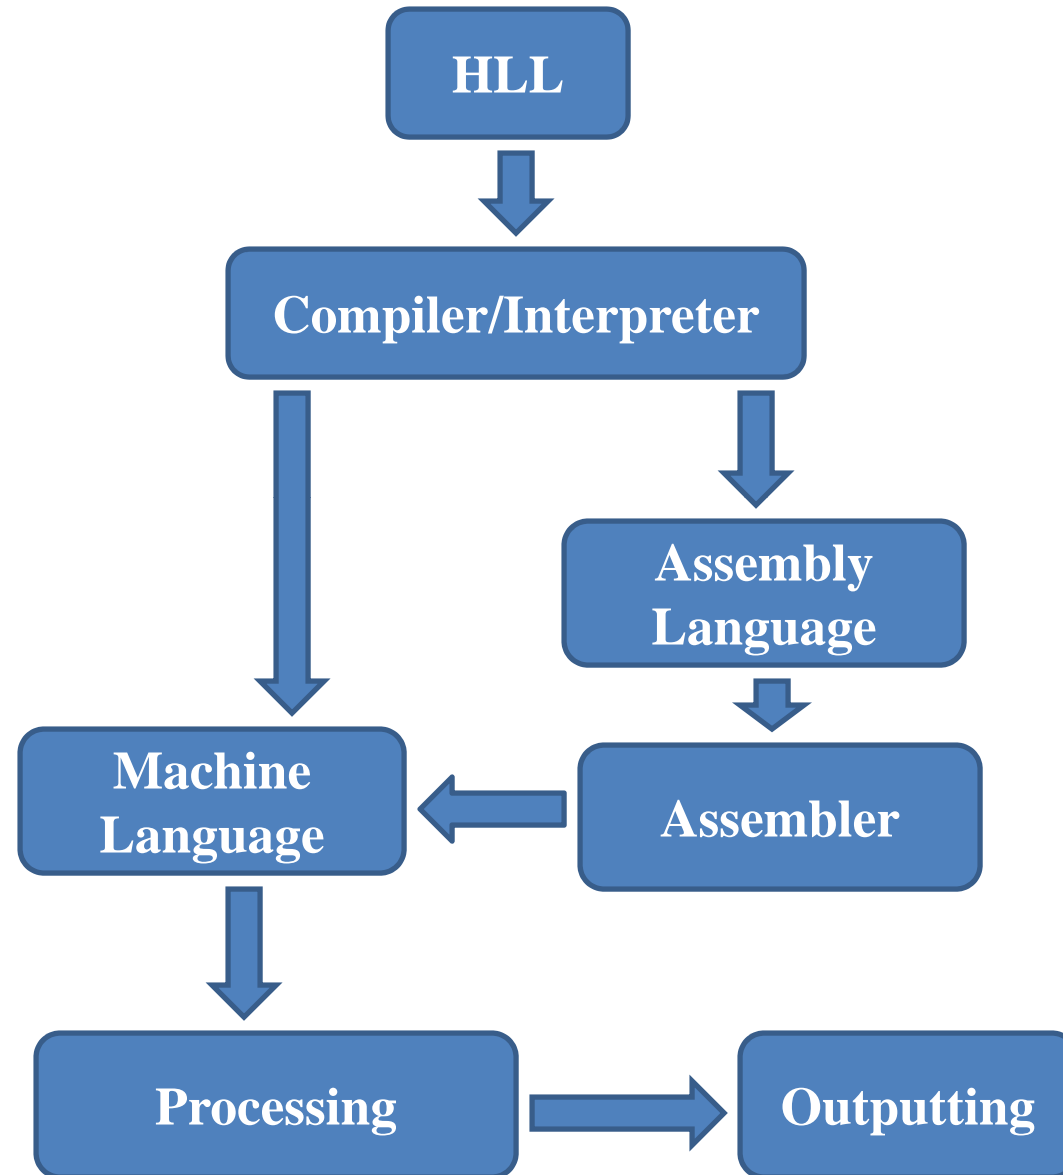 HLL
Compiler/Interpreter
Assembly
Language
Machine
Language
Assembler
Processing
Outputting